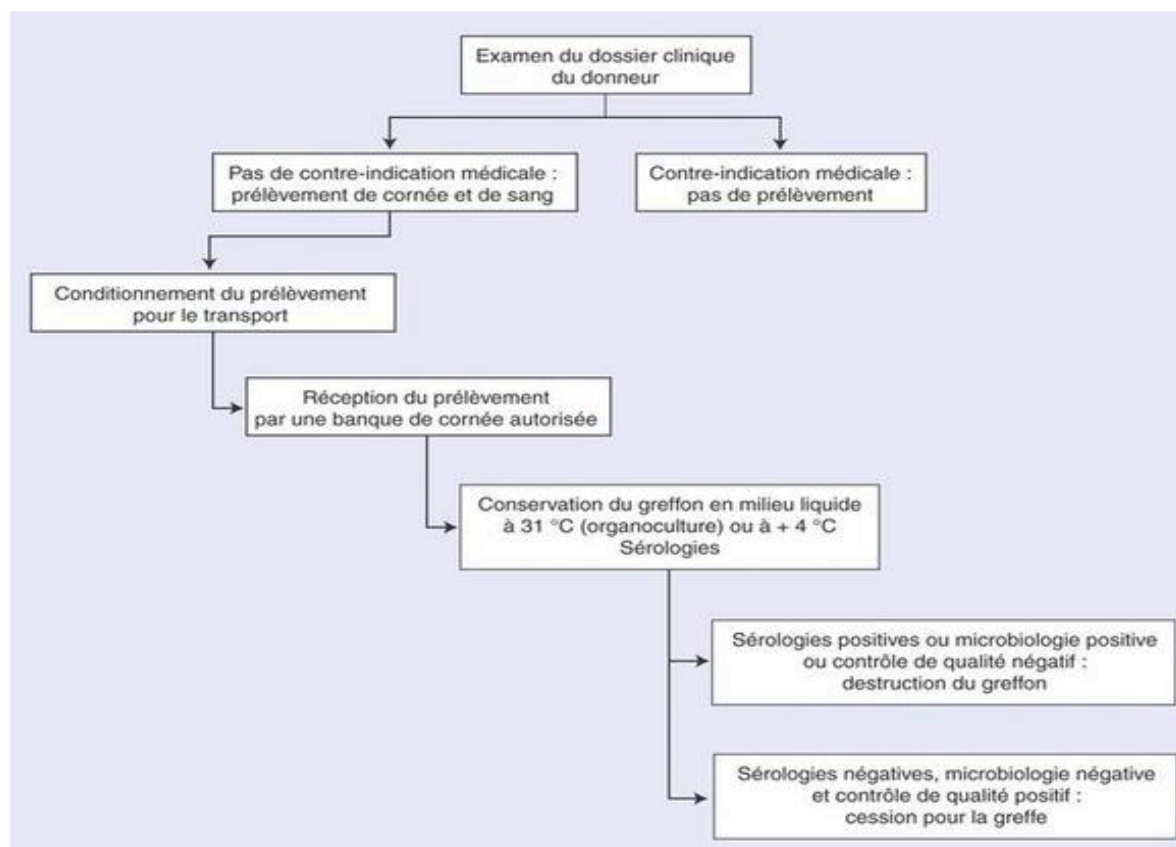 Examen du dossier clinique
du donneur
Pas de contre-indication médicale :
prélèvement de cornée et de sang
Contre-indication médicale :
pas de prélèvement
Conditionnement du prélèvement
pour le transport
Réception du prélèvement
par une banque de cornée autorisée
Conservation du greffon en milieu liquide
à 31 °C (organoculture) ou à + 4 °C
Sérologies
Sérologies positives ou microbiologie positive
ou contrôle de qualité négatif :
destruction du greffon
Sérologies négatives, microbiologie négative
et contrôle de qualité positif :
cession pour la greffe